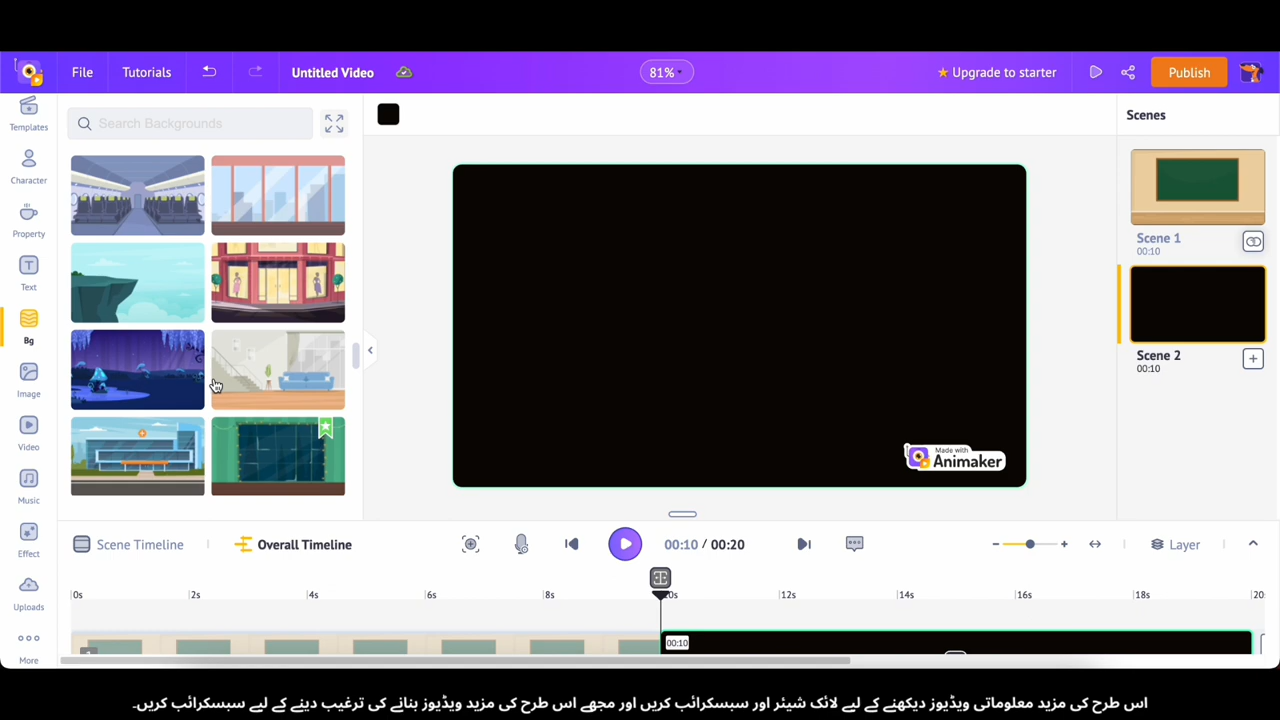 File
Tutorials
Untitled Video
81%
Upgrade to starter
Publish
Templates
Character
Property
Text
Bg
Image
Video
Music
Effect
Uploads
More
Search Backgrounds
Made with
Animaker
Scenes
Scene 1
00:10
Scene 2
00:10
Scene Timeline
Overall Timeline
00:10 / 00:20
Layer
0s 2s 4s 6s 8s 10s 12s 14s 16s 18s 20
00:10
اس طرح کی مزید معلوماتی ویڈیوز دیکھنے کے لیے لائک شیئر اور سبسکرائب کریں اور مجھے اس طرح کی مزید ویڈیوز بنانے کی ترغیب دینے کے لیے سبسکرائب کریں۔